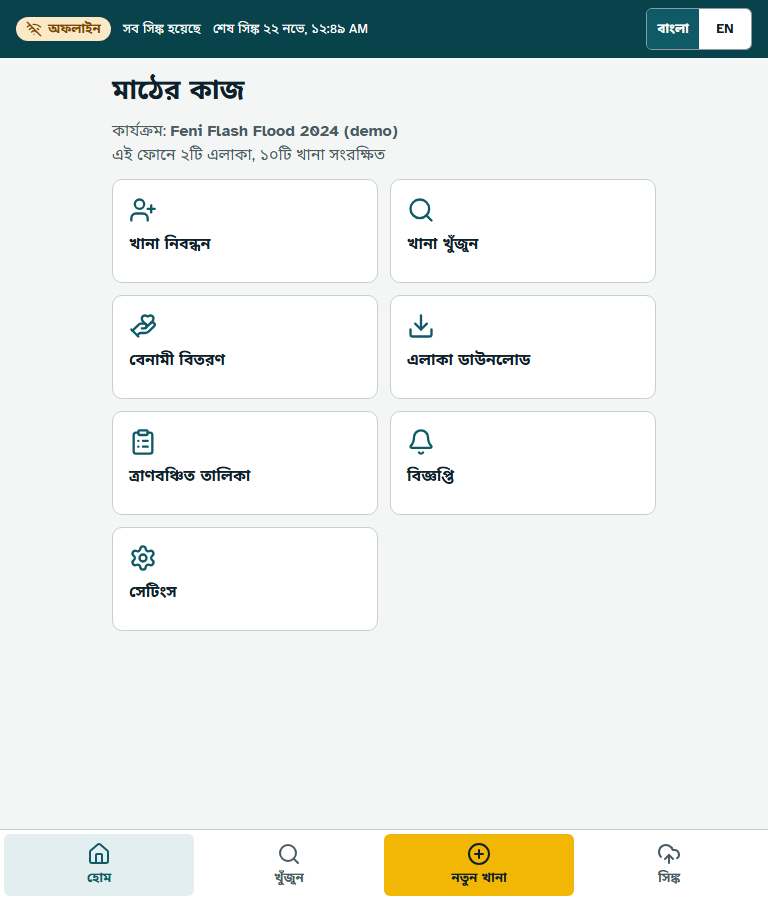 অফলাইন সব সিঙ্ক হয়েছে শেষ সিঙ্ক ২২ নভে, ১২:৪৯ AM বাংলা EN
মাঠের কাজ
কার্যক্রম: Feni Flash Flood 2024 (demo)
এই ফোনে ২টি এলাকা, ১০টি খানা সংরক্ষিত
খানা নিবন্ধন
খানা খুঁজুন
বেনামী বিতরণ
এলাকা ডাউনলোড
ত্রাণবঞ্চিত তালিকা
বিজ্ঞপ্তি
সেটিংস
হোম
খুঁজুন
নতুন খানা
সিঙ্ক